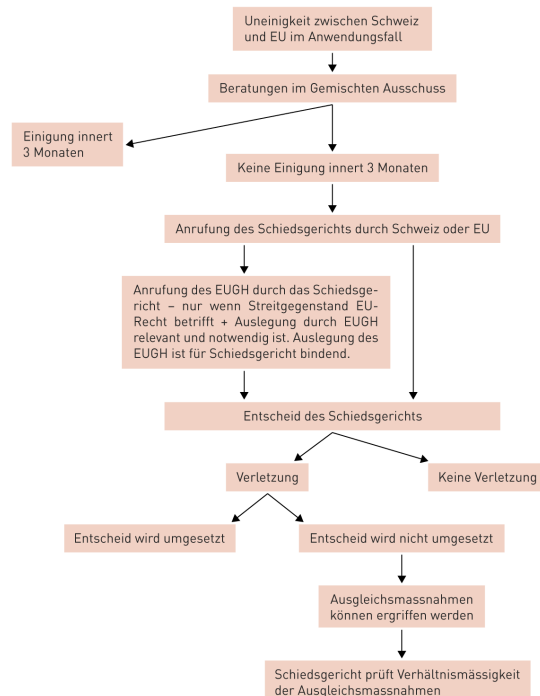 Uneinigkeit zwischen Schweiz
und EU im Anwendungsfall
Beratungen im Gemischten Ausschuss
Einigung innert
3 Monaten
Keine Einigung innert 3 Monaten
Anrufung des Schiedsgerichts durch Schweiz oder EU
Anrufung des EUGH durch das Schiedsge-
richt – nur wenn Streitgegenstand EU-
Recht betrifft + Auslegung durch EUGH
relevant und notwendig ist. Auslegung des
EUGH ist für Schiedsgericht bindend.
Entscheid des Schiedsgerichts
Verletzung
Keine Verletzung
Entscheid wird umgesetzt
Entscheid wird nicht umgesetzt
Ausgleichsmassnahmen
können ergriffen werden
Schiedsgericht prüft Verhältnismässigkeit
der Ausgleichsmassnahmen